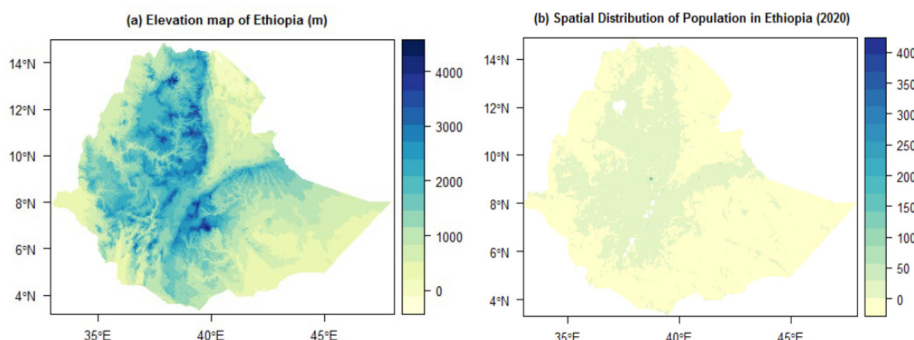 (a) Elevation map of Ethiopia (m)
(b) Spatial Distribution of Population in Ethiopia (2020)
14°N
12°N
10°N
8°N
6°N
4°N
35°E
40°E
45°E
4000
3000
2000
1000
0
14°N
12°N
10°N
8°N
6°N
4°N
35°E
40°E
45°E
400
350
300
250
200
150
100
50
0